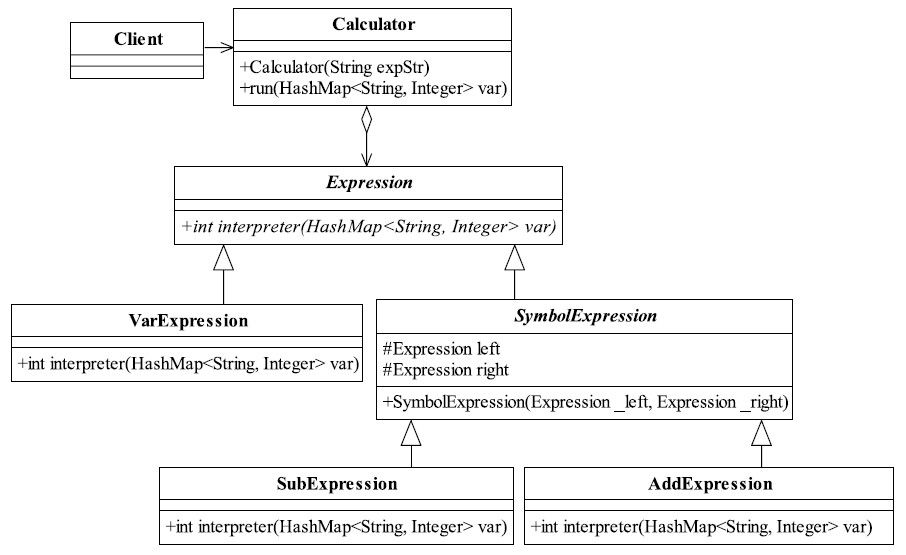 Client
Calculator
+Calculator(String expStr)
+run(HashMap<String, Integer> var)
Expression
+int interpreter(HashMap<String, Integer> var)
VarExpression
+int interpreter(HashMap<String, Integer> var)
SymbolExpression
#Expression left
#Expression right
+SymbolExpression(Expression _left, Expression _right)
SubExpression
+int interpreter(HashMap<String, Integer> var)
AddExpression
+int interpreter(HashMap<String, Integer> var)